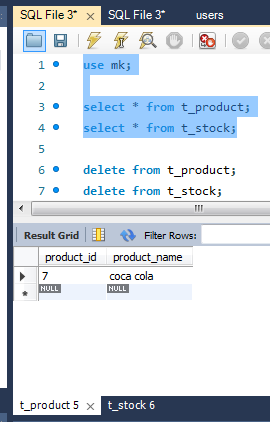 SQL File 3* SQL File 3* users
1 use mk;
2
3 select * from t_product;
4 select * from t_stock;
5
6 delete from t_product;
7 delete from t_stock;
Result Grid Filter Rows:
product_id product_name
7 coca cola
* NULL NULL
t_product 5 × t_stock 6